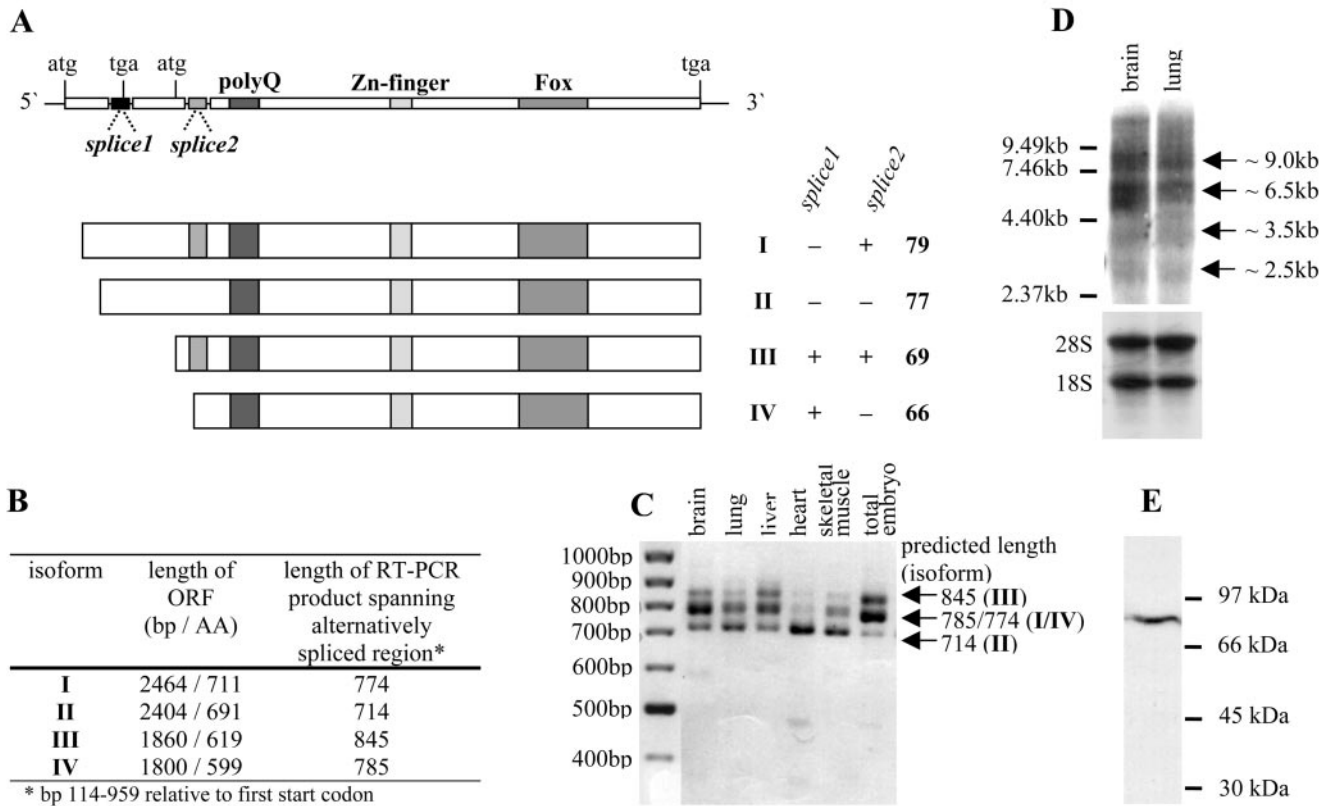 A
atg tga atg tga
polyQ Zn-finger Fox
5` 3`
splice1 splice2
splice1 splice2
I – + 79
II – – 77
III + + 69
IV + – 66
B
isoform length of ORF (bp / AA) length of RT-PCR product spanning alternatively spliced region*
I 2464 / 711 774
II 2404 / 691 714
III 1860 / 619 845
IV 1800 / 599 785
* bp 114-959 relative to first start codon
C
brain
lung
liver
heart
skeletal muscle
total embryo
1000bp
900bp
800bp
700bp
600bp
500bp
400bp
predicted length
(isoform)
845 (III)
785/774 (I/IV)
714 (II)
D
brain
lung
9.49kb
7.46kb
4.40kb
2.37kb
~ 9.0kb
~ 6.5kb
~ 3.5kb
~ 2.5kb
28S
18S
E
97 kDa
66 kDa
45 kDa
30 kDa